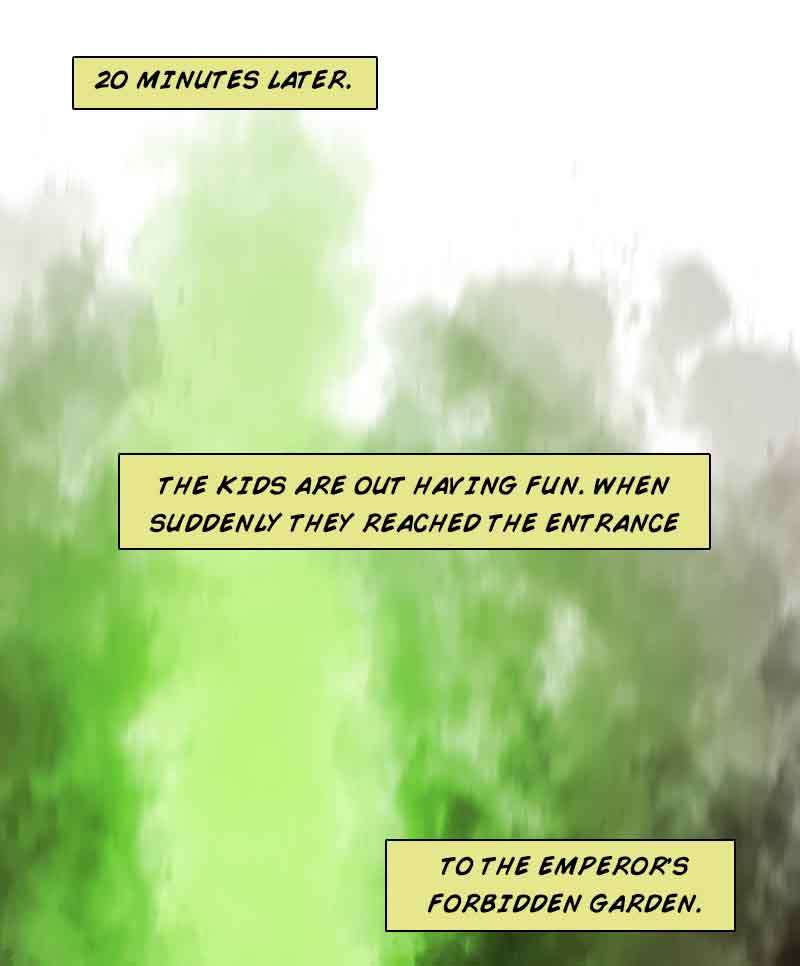 20 MINUTES LATER.
THE KIDS ARE OUT HAVING FUN. WHEN
SUDDENLY THEY REACHED THE ENTRANCE
TO THE EMPEROR'S
FORBIDDEN GARDEN.